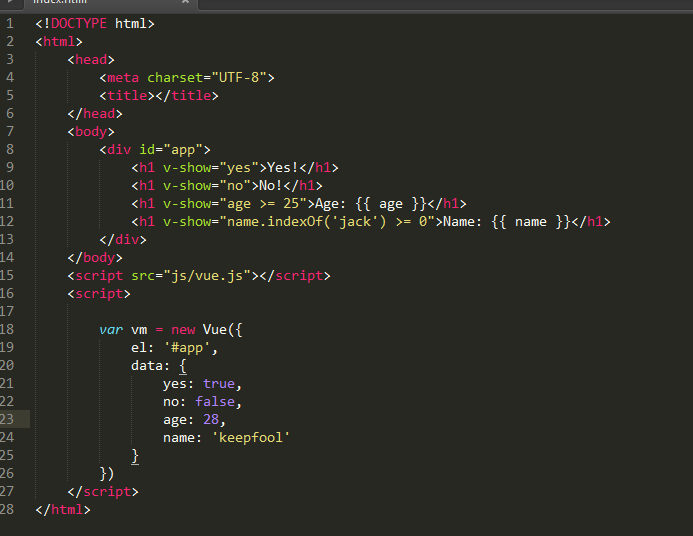 index.html ×
1 <!DOCTYPE html>
2 <html>
3     <head>
4         <meta charset="UTF-8">
5         <title></title>
6     </head>
7     <body>
8         <div id="app">
9             <h1 v-show="yes">Yes!</h1>
10             <h1 v-show="no">No!</h1>
11             <h1 v-show="age >= 25">Age: {{ age }}</h1>
12             <h1 v-show="name.indexOf('jack') >= 0">Name: {{ name }}</h1>
13         </div>
14     </body>
15     <script src="js/vue.js"></script>
16     <script>
17
18         var vm = new Vue({
19             el: '#app',
20             data: {
21                 yes: true,
22                 no: false,
23                 age: 28,
24                 name: 'keepfool'
25             }
26         })
27     </script>
28 </html>